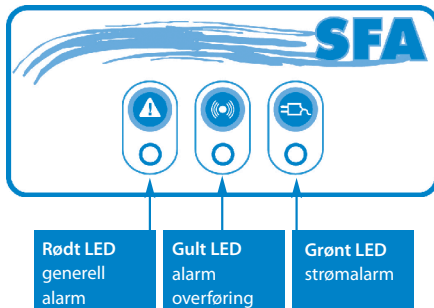 SFA
Rødt LED
generell
alarm
Gult LED
alarm
overføring
Grønt LED
strømalarm